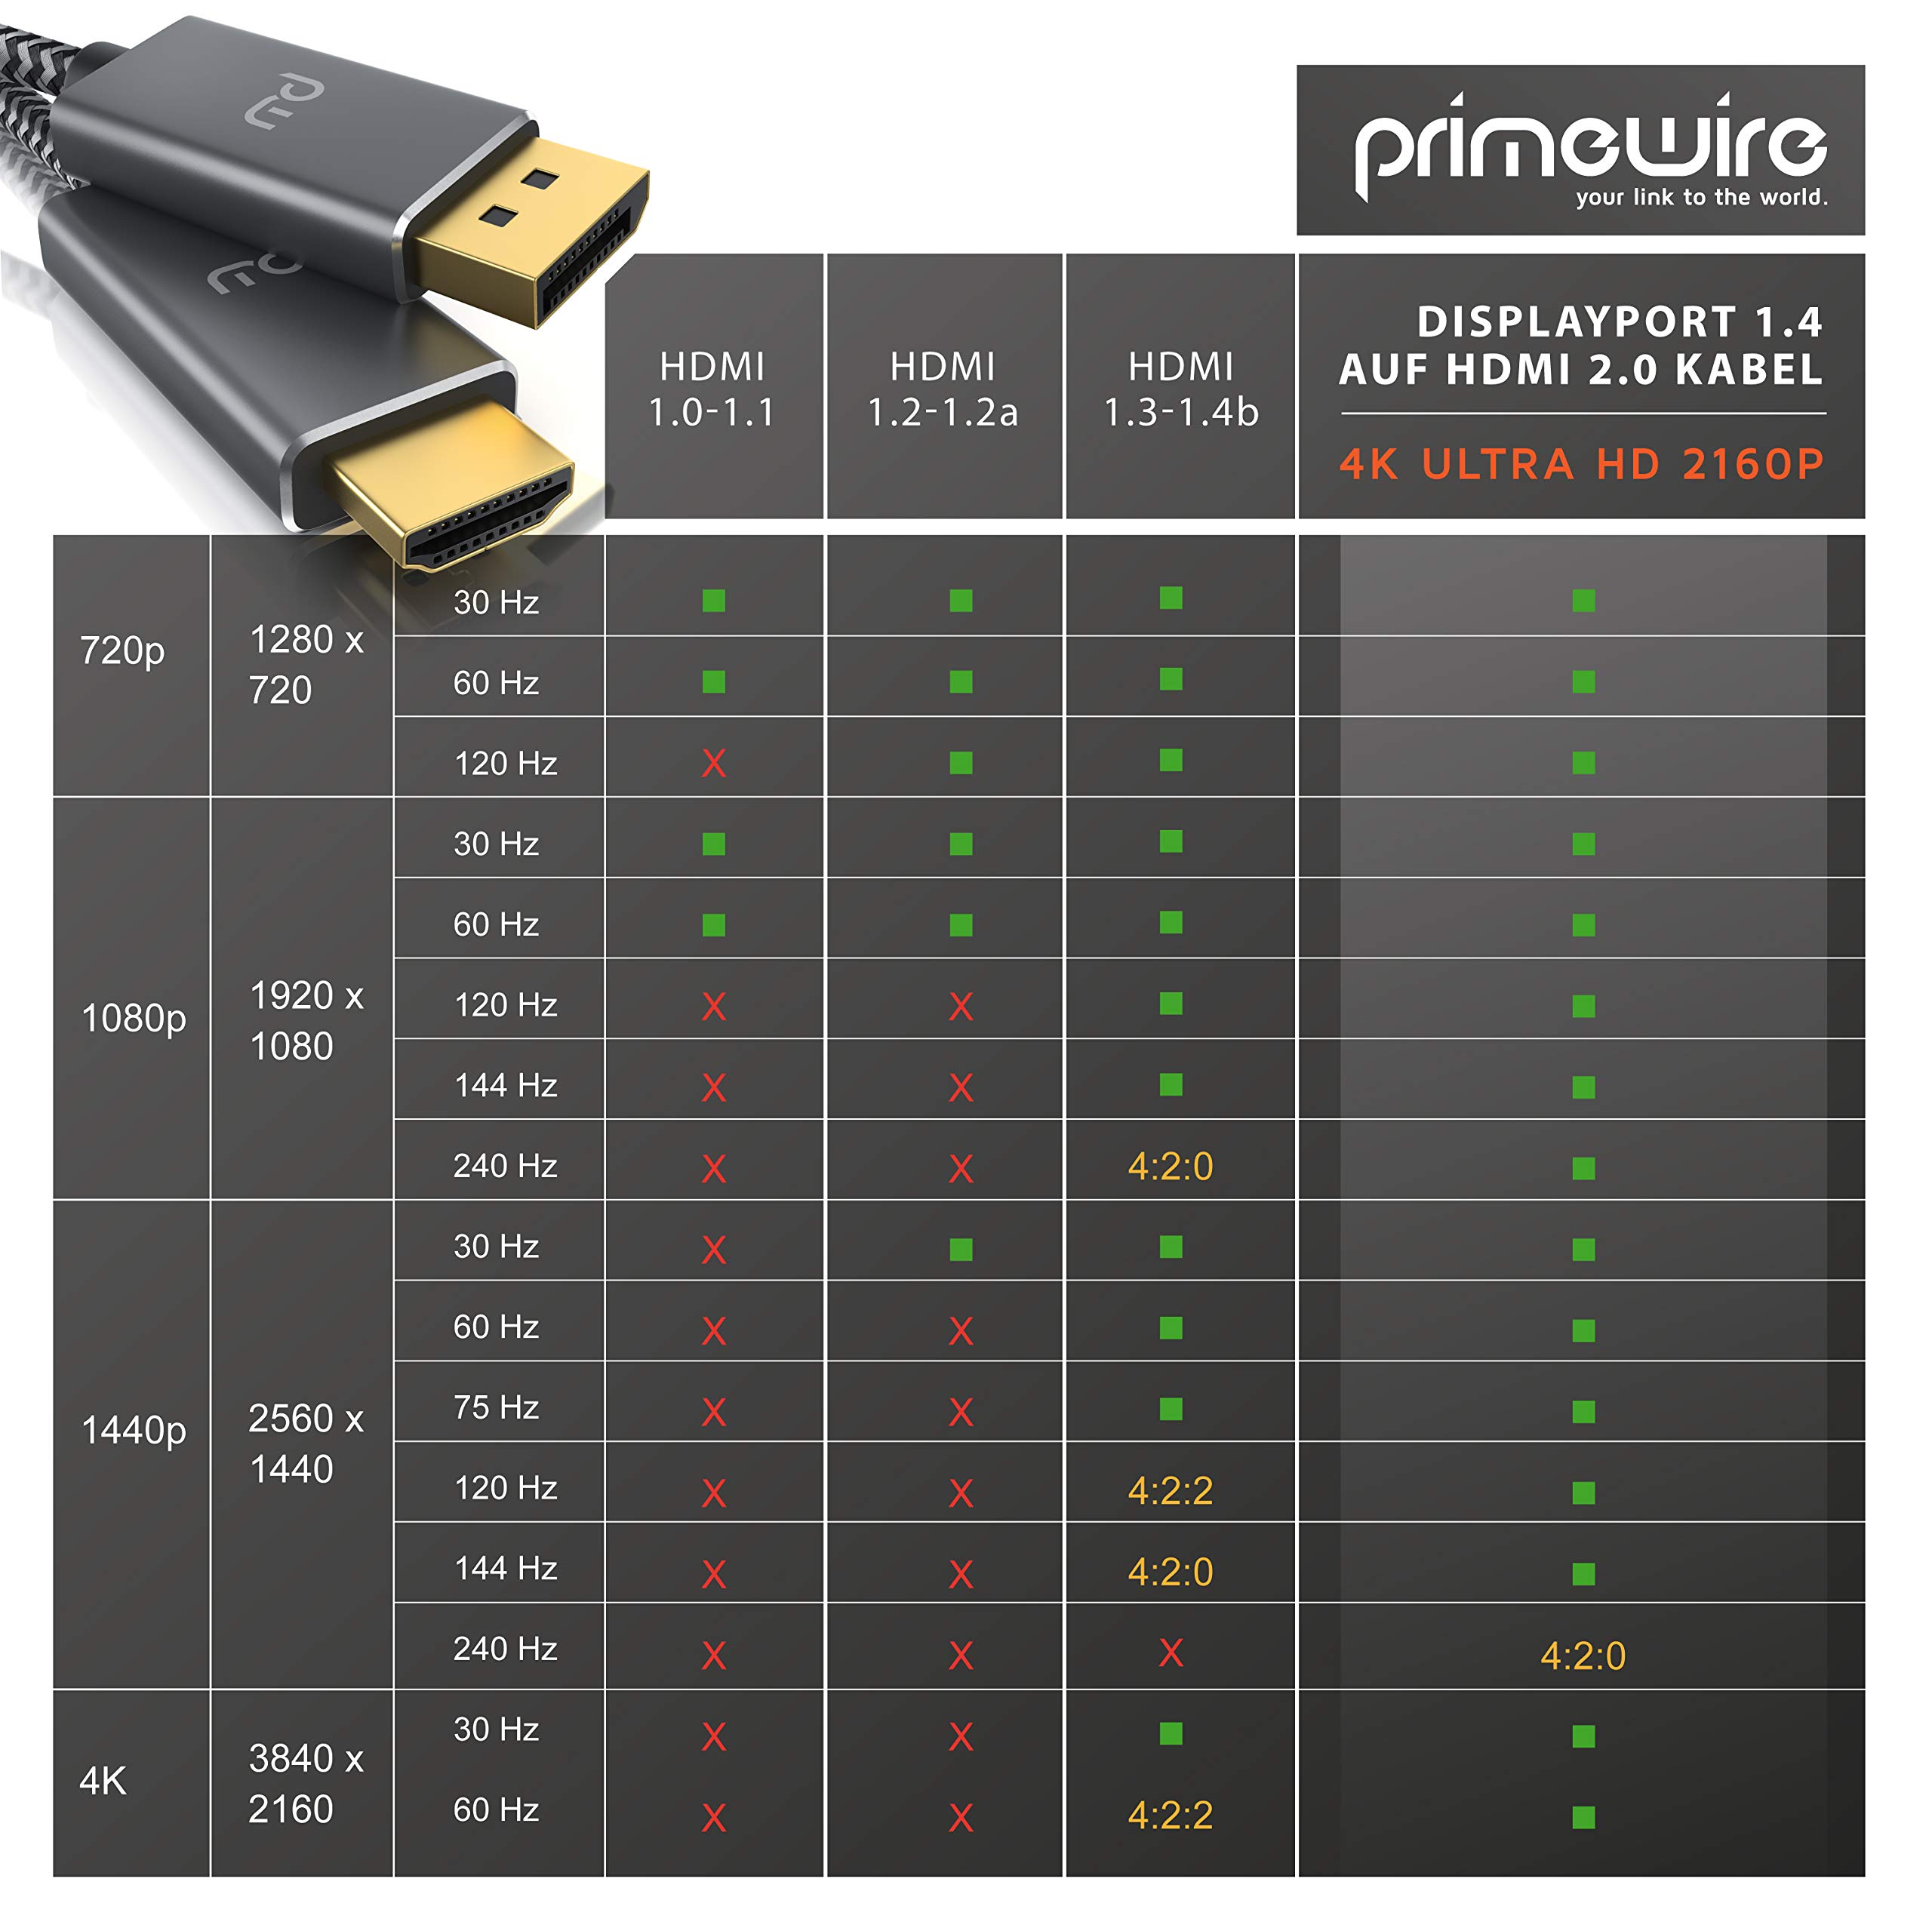 primewire
your link to the world.
HDMI
1.0-1.1
HDMI
1.2-1.2a
HDMI
1.3-1.4b
DISPLAYPORT 1.4
AUF HDMI 2.0 KABEL
4K ULTRA HD 2160P
720p
1280 x
720
30 Hz
60 Hz
120 Hz X
1080p
1920 x
1080
30 Hz
60 Hz
120 Hz X X
144 Hz X X
240 Hz X X 4:2:0
1440p
2560 x
1440
30 Hz X
60 Hz X X
75 Hz X X
120 Hz X X 4:2:2
144 Hz X X 4:2:0
240 Hz X X X 4:2:0
4K
3840 x
2160
30 Hz X X
60 Hz X X 4:2:2